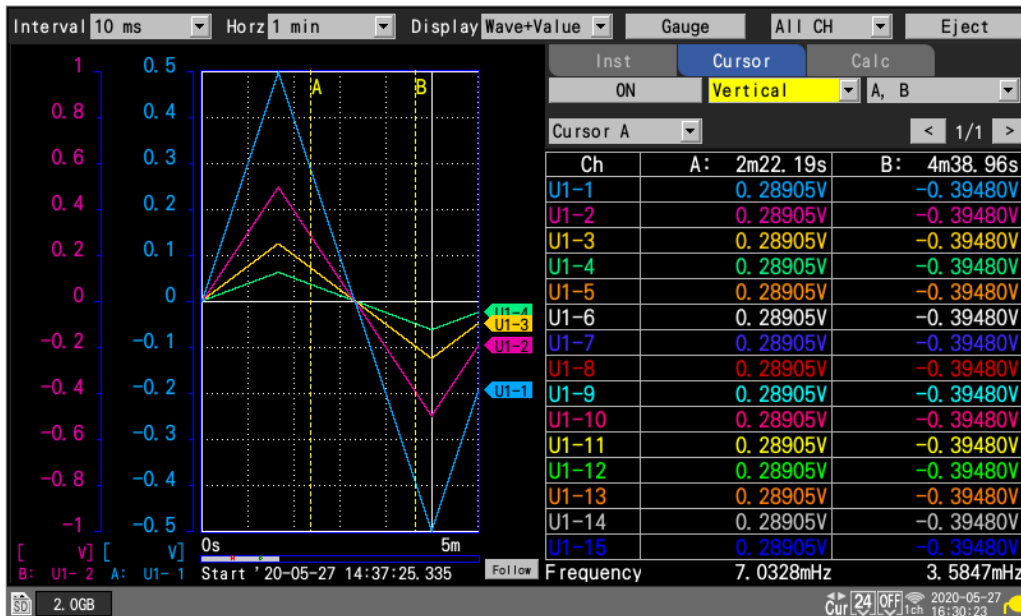 Interval 10 ms Horz 1 min Display Wave+Value Gauge All CH Eject
Inst Cursor Calc
ON Vertical A, B
Cursor A < 1/1 >
Ch A: 2m22.19s B: 4m38.96s
U1-1 0.28905V -0.39480V
U1-2 0.28905V -0.39480V
U1-3 0.28905V -0.39480V
U1-4 0.28905V -0.39480V
U1-5 0.28905V -0.39480V
U1-6 0.28905V -0.39480V
U1-7 0.28905V -0.39480V
U1-8 0.28905V -0.39480V
U1-9 0.28905V -0.39480V
U1-10 0.28905V -0.39480V
U1-11 0.28905V -0.39480V
U1-12 0.28905V -0.39480V
U1-13 0.28905V -0.39480V
U1-14 0.28905V -0.39480V
U1-15 0.28905V -0.39480V
Frequency 7.0328mHz 3.5847mHz
1 0.5
0.8 0.4
0.6 0.3
0.4 0.2
0.2 0.1
0 0
-0.2 -0.1
-0.4 -0.2
-0.6 -0.3
-0.8 -0.4
-1 -0.5
A B
U1-4
U1-3
U1-2
U1-1
[ V] [ V] 0s 5m
B: U1- 2 A: U1- 1 Start '20-05-27 14:37:25.335 Follow
SD 2.0GB Cur 24 OFF 1ch 2020-05-27
16:30:23